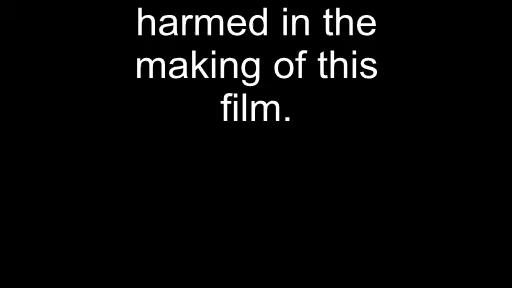 harmed in the
making of this
film.